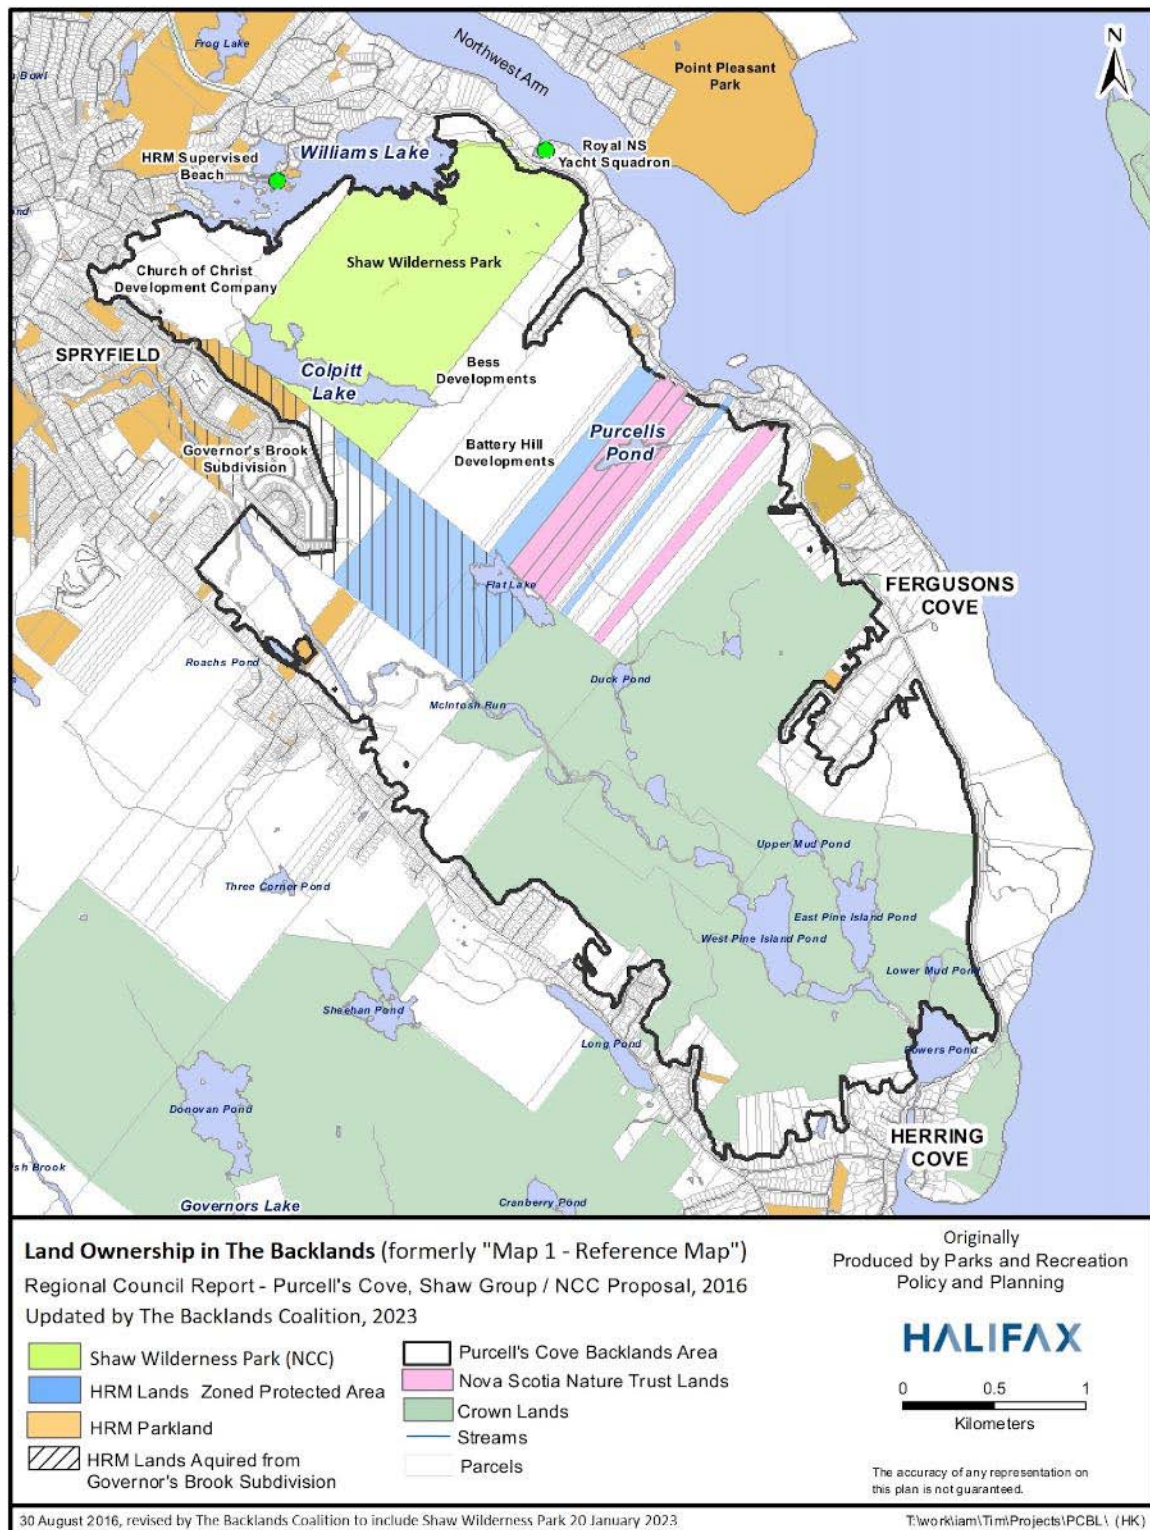 Frog Lake
Bowl
Northwest Arm
Point Pleasant
Park
N
HRM Supervised
Beach
Williams Lake
Royal NS
Yacht Squadron
Church of Christ
Development Company
Shaw Wilderness Park
SPRYFIELD
Colpitt
Lake
Bess
Developments
Governor's Brook
Subdivision
Battery Hill
Developments
Purcells
Pond
Flat Lake
FERGUSONS
COVE
Roachs Pond
Duck Pond
McIntosh Run
Upper Mud Pond
Three Corner Pond
East Pine Island Pond
West Pine Island Pond
Lower Mud Pond
Sheehan Pond
Long Pond
Powers Pond
Donovan Pond
HERRING
COVE
sh Brook
Governors Lake
Cranberry Pond
Land Ownership in The Backlands (formerly "Map 1 - Reference Map")
Regional Council Report - Purcell's Cove, Shaw Group / NCC Proposal, 2016
Updated by The Backlands Coalition, 2023
Shaw Wilderness Park (NCC)
HRM Lands Zoned Protected Area
HRM Parkland
HRM Lands Aquired from
Governor's Brook Subdivision
Purcell's Cove Backlands Area
Nova Scotia Nature Trust Lands
Crown Lands
Streams
Parcels
Originally
Produced by Parks and Recreation
Policy and Planning
HALIFAX
0 0.5 1
Kilometers
The accuracy of any representation on
this plan is not guaranteed.
30 August 2016, revised by The Backlands Coalition to include Shaw Wilderness Park 20 January 2023
T:\work\iam\Tim\Projects\PCBL\ (HK)